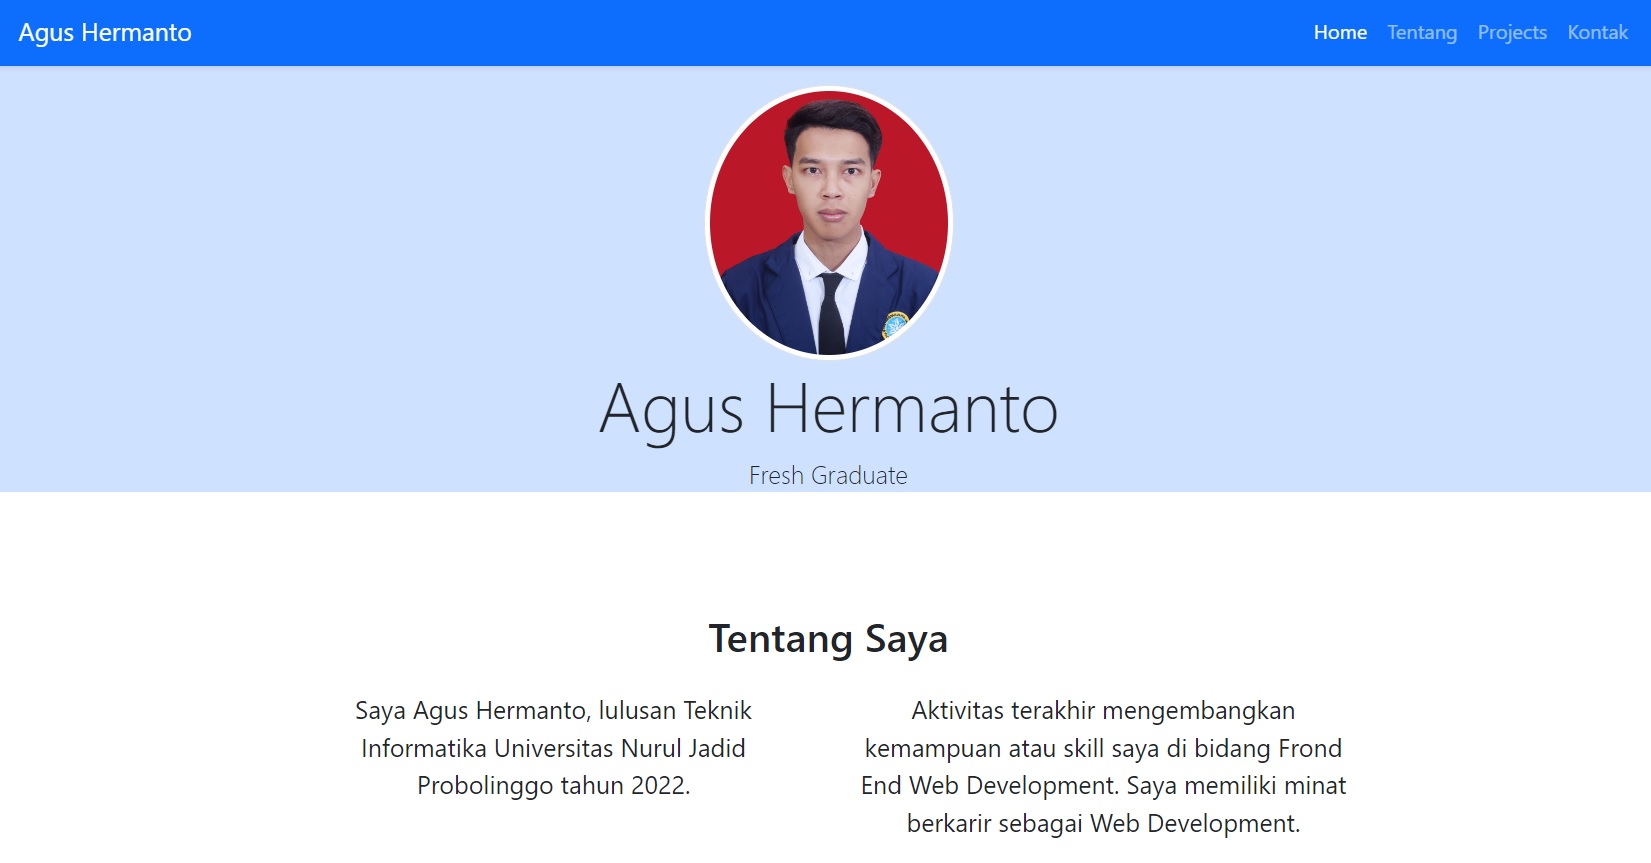 Agus Hermanto
Home Tentang Projects Kontak
Agus Hermanto
Fresh Graduate
Tentang Saya
Saya Agus Hermanto, lulusan Teknik
Informatika Universitas Nurul Jadid
Probolinggo tahun 2022.
Aktivitas terakhir mengembangkan
kemampuan atau skill saya di bidang Frond
End Web Development. Saya memiliki minat
berkarir sebagai Web Development.